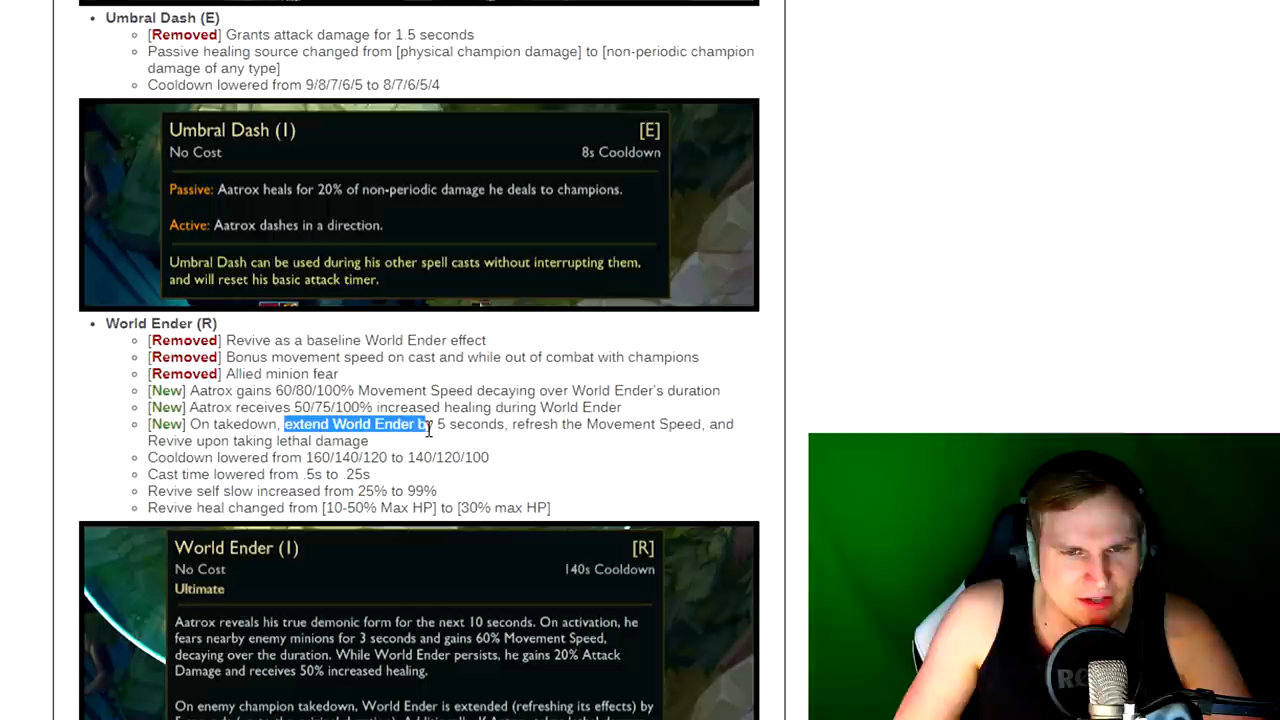 Umbral Dash (E)
[Removed] Grants attack damage for 1.5 seconds
Passive healing source changed from [physical champion damage] to [non-periodic champion
damage of any type]
Cooldown lowered from 9/8/7/6/5 to 8/7/6/5/4
Umbral Dash (1) [E]
No Cost 8s Cooldown
Passive: Aatrox heals for 20% of non-periodic damage he deals to champions.
Active: Aatrox dashes in a direction.
Umbral Dash can be used during his other spell casts without interrupting them,
and will reset his basic attack timer.
World Ender (R)
[Removed] Revive as a baseline World Ender effect
[Removed] Bonus movement speed on cast and while out of combat with champions
[Removed] Allied minion fear
[New] Aatrox gains 60/80/100% Movement Speed decaying over World Ender's duration
[New] Aatrox receives 50/75/100% increased healing during World Ender
[New] On takedown, extend World Ender by 5 seconds, refresh the Movement Speed, and
Revive upon taking lethal damage
Cooldown lowered from 160/140/120 to 140/120/100
Cast time lowered from .5s to .25s
Revive self slow increased from 25% to 99%
Revive heal changed from [10-50% Max HP] to [30% max HP]
World Ender (1) [R]
No Cost 140s Cooldown
Ultimate
Aatrox reveals his true demonic form for the next 10 seconds. On activation, he
fears nearby enemy minions for 3 seconds and gains 60% Movement Speed,
decaying over the duration. While World Ender persists, he gains 20% Attack
Damage and receives 50% increased healing.
On enemy champion takedown, World Ender is extended (refreshing its effects) by